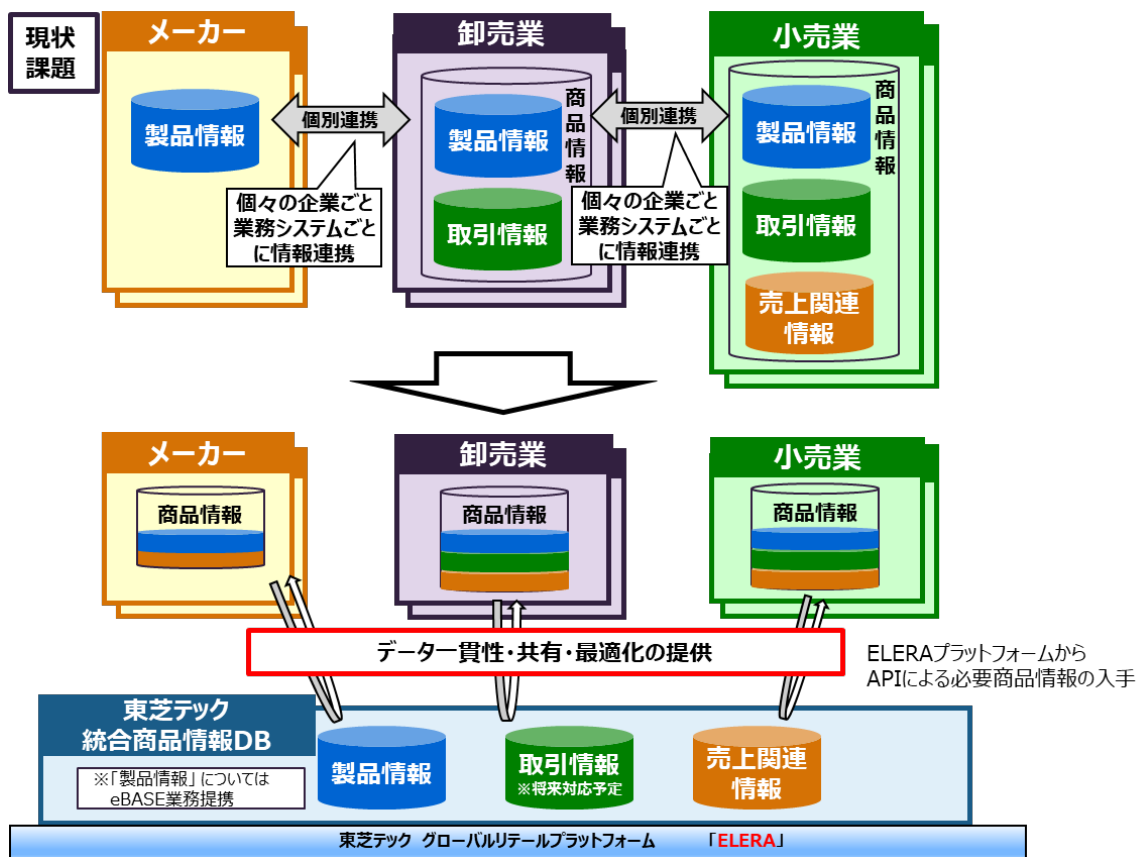 現状
課題
メーカー
卸売業
小売業
製品情報
個別連携
製品情報
取引情報
商品情報
個別連携
製品情報
取引情報
売上関連
情報
商品情報
個々の企業ごと
業務システムごと
に情報連携
個々の企業ごと
業務システムごと
に情報連携
メーカー
卸売業
小売業
商品情報
商品情報
商品情報
データ一貫性・共有・最適化の提供
ELERAプラットフォームから
APIによる必要商品情報の入手
東芝テック
統合商品情報DB
※「製品情報」については
eBASE業務提携
製品情報
取引情報
※将来対応予定
売上関連
情報
東芝テック グローバルリテールプラットフォーム 「ELERA」